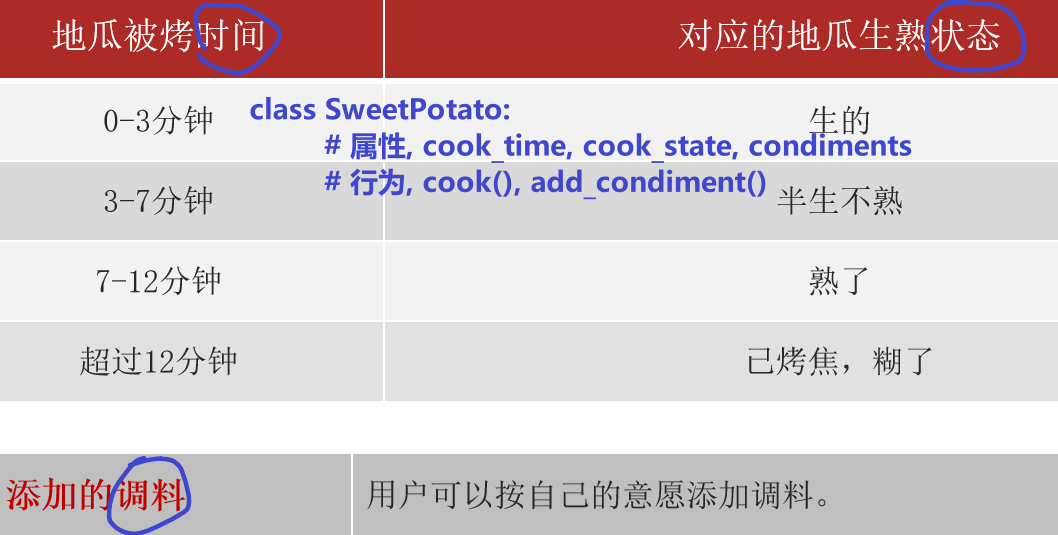 地瓜被烤时间 对应的地瓜生熟状态
0-3分钟 生的
class SweetPotato:
# 属性, cook_time, cook_state, condiments
# 行为, cook(), add_condiment()
3-7分钟 半生不熟
7-12分钟 熟了
超过12分钟 已烤焦，糊了
添加的调料 用户可以按自己的意愿添加调料。